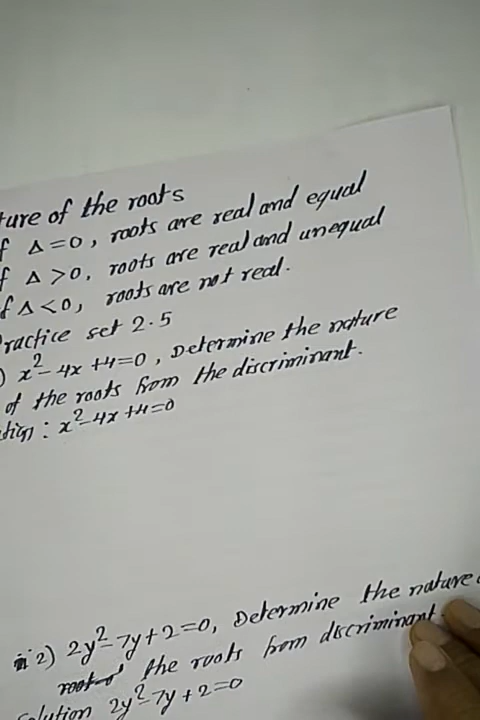 ture of the roots
f Δ=0, roots are real and equal
f Δ>0, roots are real and unequal
f Δ<0, roots are not real.
ractice set 2.5
) x²-4x+4=0, Determine the nature
of the roots from the discriminant.
ution: x²-4x+4=0
2) 2y²-7y+2=0, Determine the nature
the roots from discriminant.
Solution 2y²-7y+2=0